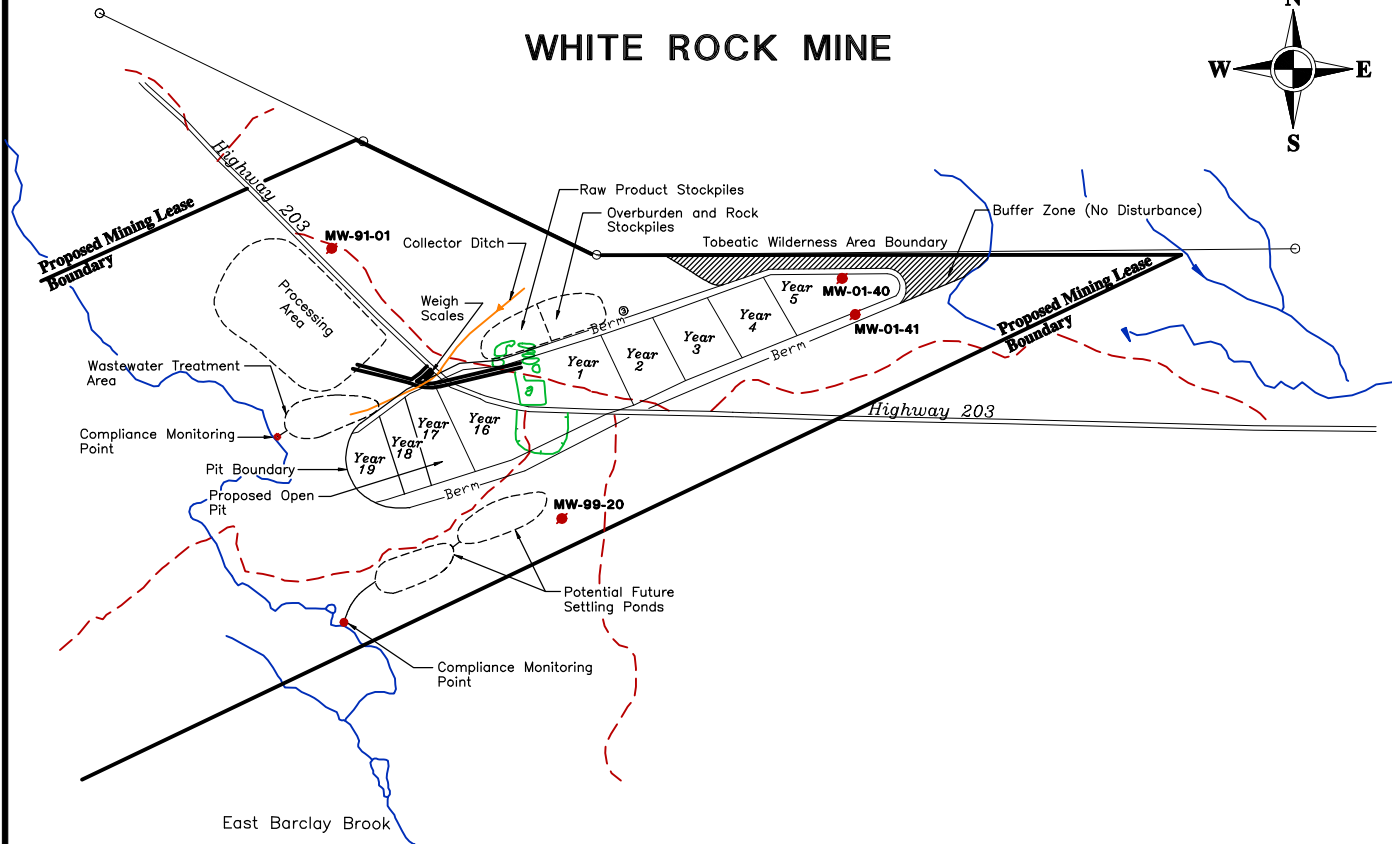 N
WHITE ROCK MINE
W
E
S
Highway 203
Raw Product Stockpiles
Overburden and Rock
Stockpiles
Buffer Zone (No Disturbance)
Proposed Mining Lease
Boundary
MW-91-01
Collector Ditch
Tobeatic Wilderness Area Boundary
Processing
Area
Weigh
Scales
Year
5
MW-01-40
Proposed Mining Lease
Boundary
Berm
3
Year
4
MW-01-41
Year
3
Berm
Year
2
Year
1
Wastewater Treatment
Area
Highway 203
Year
16
Year
17
Year
18
Year
19
Compliance Monitoring
Point
Pit Boundary
Proposed Open
Pit
Berm
MW-99-20
Potential Future
Settling Ponds
Compliance Monitoring
Point
East Barclay Brook